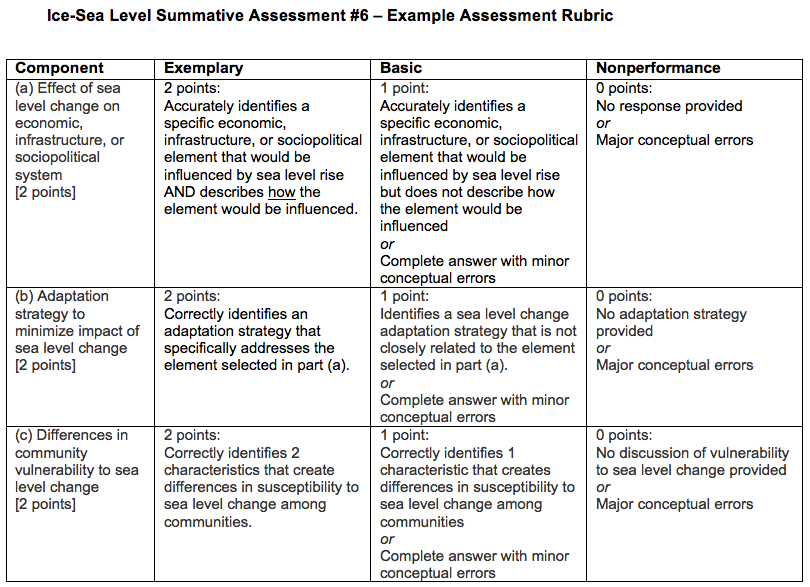 Ice-Sea Level Summative Assessment #6 – Example Assessment Rubric
Component
Exemplary
Basic
Nonperformance
(a) Effect of sea
level change on
economic,
infrastructure, or
sociopolitical
system
[2 points]
2 points:
Accurately identifies a
specific economic,
infrastructure, or sociopolitical
element that would be
influenced by sea level rise
AND describes how the
element would be influenced.
1 point:
Accurately identifies a
specific economic,
infrastructure, or sociopolitical
element that would be
influenced by sea level rise
but does not describe how
the element would be
influenced
or
Complete answer with minor
conceptual errors
0 points:
No response provided
or
Major conceptual errors
(b) Adaptation
strategy to
minimize impact of
sea level change
[2 points]
2 points:
Correctly identifies an
adaptation strategy that
specifically addresses the
element selected in part (a).
1 point:
Identifies a sea level change
adaptation strategy that is not
closely related to the element
selected in part (a).
or
Complete answer with minor
conceptual errors
0 points:
No adaptation strategy
provided
or
Major conceptual errors
(c) Differences in
community
vulnerability to sea
level change
[2 points]
2 points:
Correctly identifies 2
characteristics that create
differences in susceptibility to
sea level change among
communities.
1 point:
Correctly identifies 1
characteristic that creates
differences in susceptibility to
sea level change among
communities
or
Complete answer with minor
conceptual errors
0 points:
No discussion of vulnerability
to sea level change provided
or
Major conceptual errors